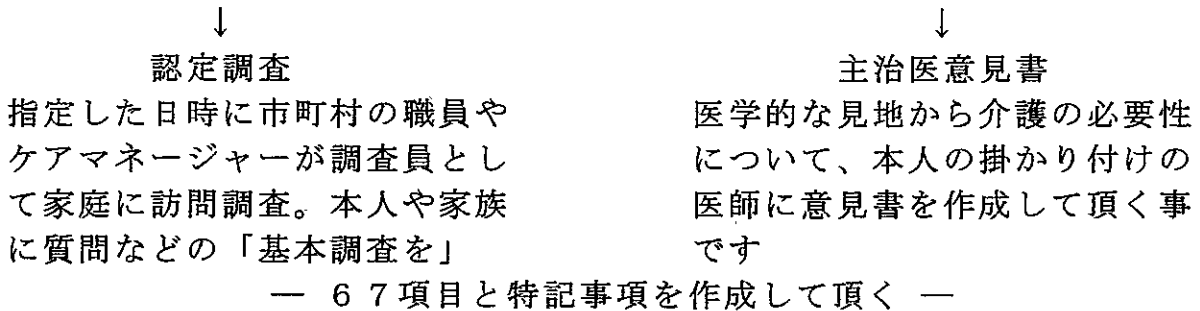 ↓
認定調査
指定した日時に市町村の職員や
ケアマネージャーが調査員とし
て家庭に訪問調査。本人や家族
に質問などの「基本調査を」
↓
主治医意見書
医学的な見地から介護の必要性
について、本人の掛かり付けの
医師に意見書を作成して頂く事
です
― 67項目と特記事項を作成して頂く ―